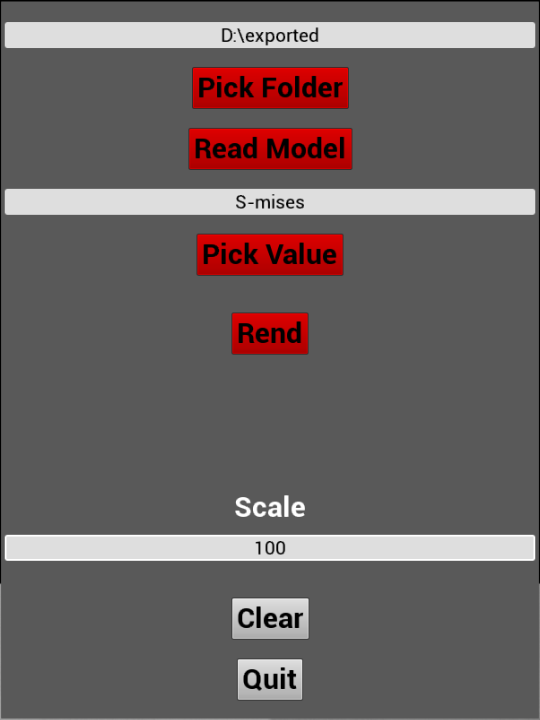 D:\exported
Pick Folder
Read Model
S-mises
Pick Value
Rend
Scale
100
Clear
Quit